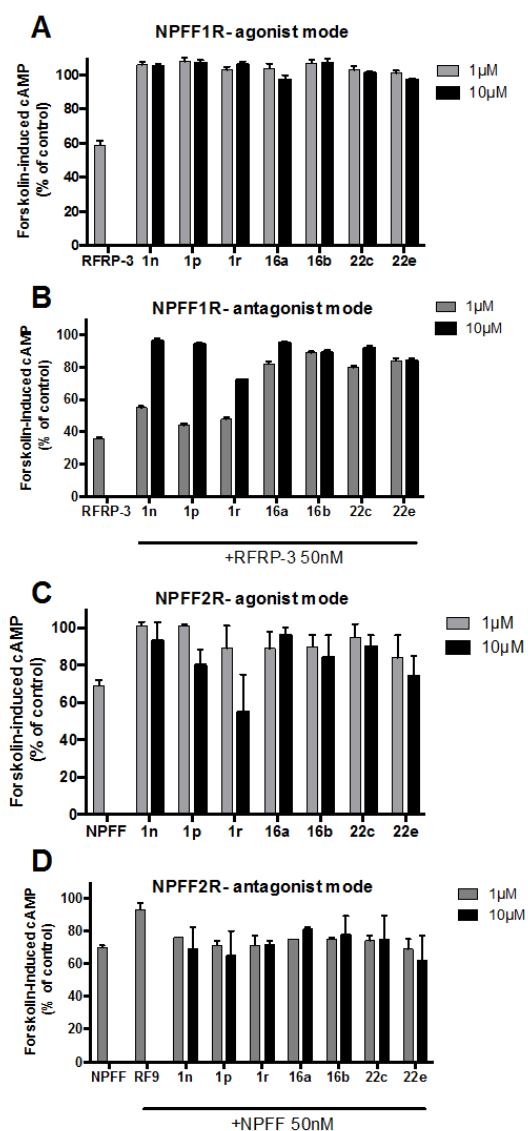 A
NPFF1R- agonist mode
Forskolin-induced cAMP
(% of control)
100
80
60
40
20
0
RFRP-3 1n 1p 1r 16a 16b 22c 22e
1µM
10µM
B
NPFF1R- antagonist mode
Forskolin-induced cAMP
(% of control)
100
80
60
40
20
0
RFRP-3 1n 1p 1r 16a 16b 22c 22e
+RFRP-3 50nM
1µM
10µM
C
NPFF2R- agonist mode
Forskolin-induced cAMP
(% of control)
100
80
60
40
20
0
NPFF 1n 1p 1r 16a 16b 22c 22e
1µM
10µM
D
NPFF2R- antagonist mode
Forskolin-induced cAMP
(% of control)
100
80
60
40
20
0
NPFF RF9 1n 1p 1r 16a 16b 22c 22e
+NPFF 50nM
1µM
10µM